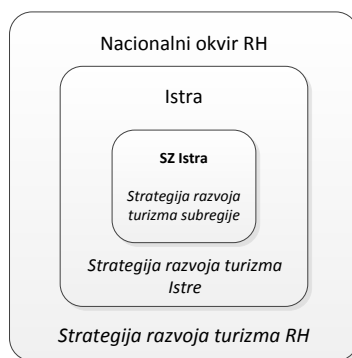 Nacionalni okvir RH
Istra
SZ Istra
Strategija razvoja
turizma subregije
Strategija razvoja turizma
Istre
Strategija razvoja turizma RH